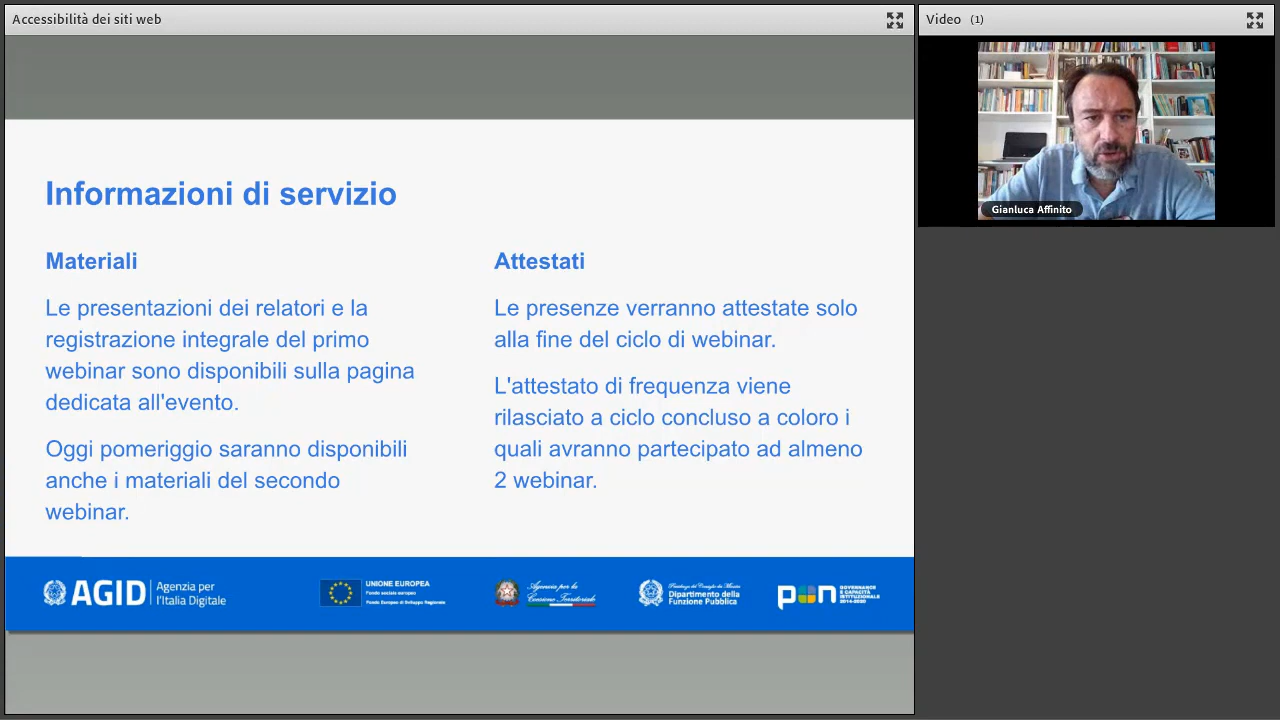 Accessibilità dei siti web
Video (1)
Gianluca Affinito
Informazioni di servizio
Materiali
Le presentazioni dei relatori e la
registrazione integrale del primo
webinar sono disponibili sulla pagina
dedicata all'evento.
Oggi pomeriggio saranno disponibili
anche i materiali del secondo
webinar.
Attestati
Le presenze verranno attestate solo
alla fine del ciclo di webinar.
L'attestato di frequenza viene
rilasciato a ciclo concluso a coloro i
quali avranno partecipato ad almeno
2 webinar.
AGID
Agenzia per
l'Italia Digitale
UNIONE EUROPEA
Fondo sociale europeo
Fondo Europeo di Sviluppo Regionale
Agenzia per la
Coesione Territoriale
Presidenza del Consiglio dei Ministri
Dipartimento della
Funzione Pubblica
pon
GOVERNANCE
E CAPACITÀ
ISTITUZIONALE
2014-2020